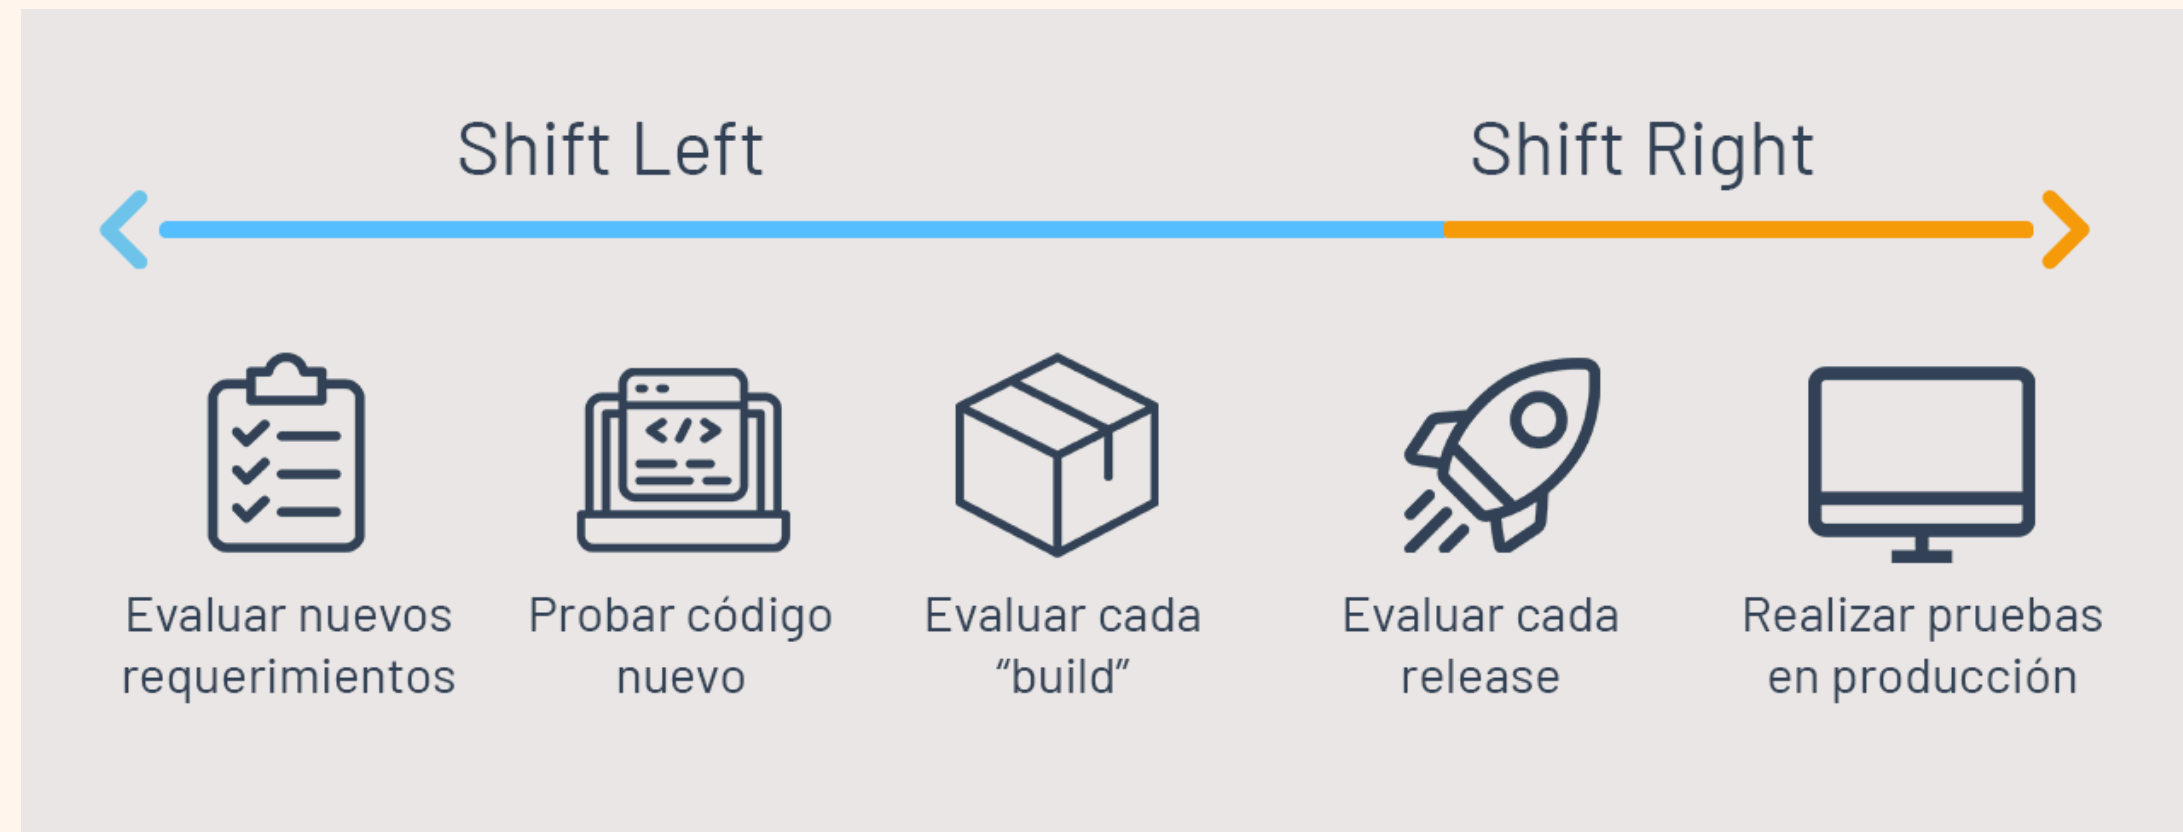 Shift Left
Shift Right
</>
Evaluar nuevos
requerimientos
Probar código
nuevo
Evaluar cada
“build”
Evaluar cada
release
Realizar pruebas
en producción